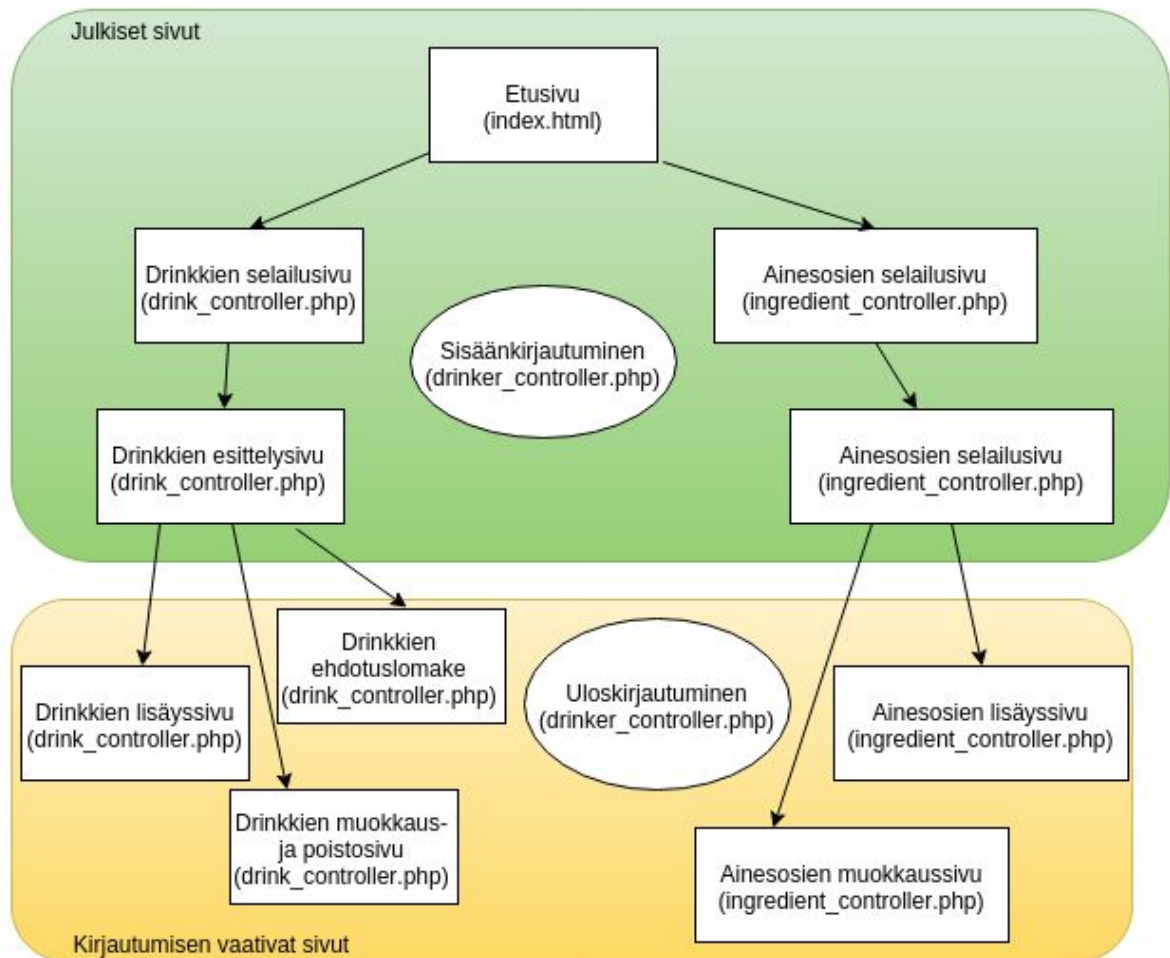 Julkiset sivut
Etusivu
(index.html)
Drinkkien selailusivu
(drink_controller.php)
Ainesosien selailusivu
(ingredient_controller.php)
Sisäänkirjautuminen
(drinker_controller.php)
Drinkkien esittelysivu
(drink_controller.php)
Ainesosien selailusivu
(ingredient_controller.php)
Drinkkien
ehdotuslomake
(drink_controller.php)
Drinkkien lisäyssivu
(drink_controller.php)
Uloskirjautuminen
(drinker_controller.php)
Ainesosien lisäyssivu
(ingredient_controller.php)
Drinkkien muokkaus-
ja poistosivu
(drink_controller.php)
Ainesosien muokkaussivu
(ingredient_controller.php)
Kirjautumisen vaativat sivut